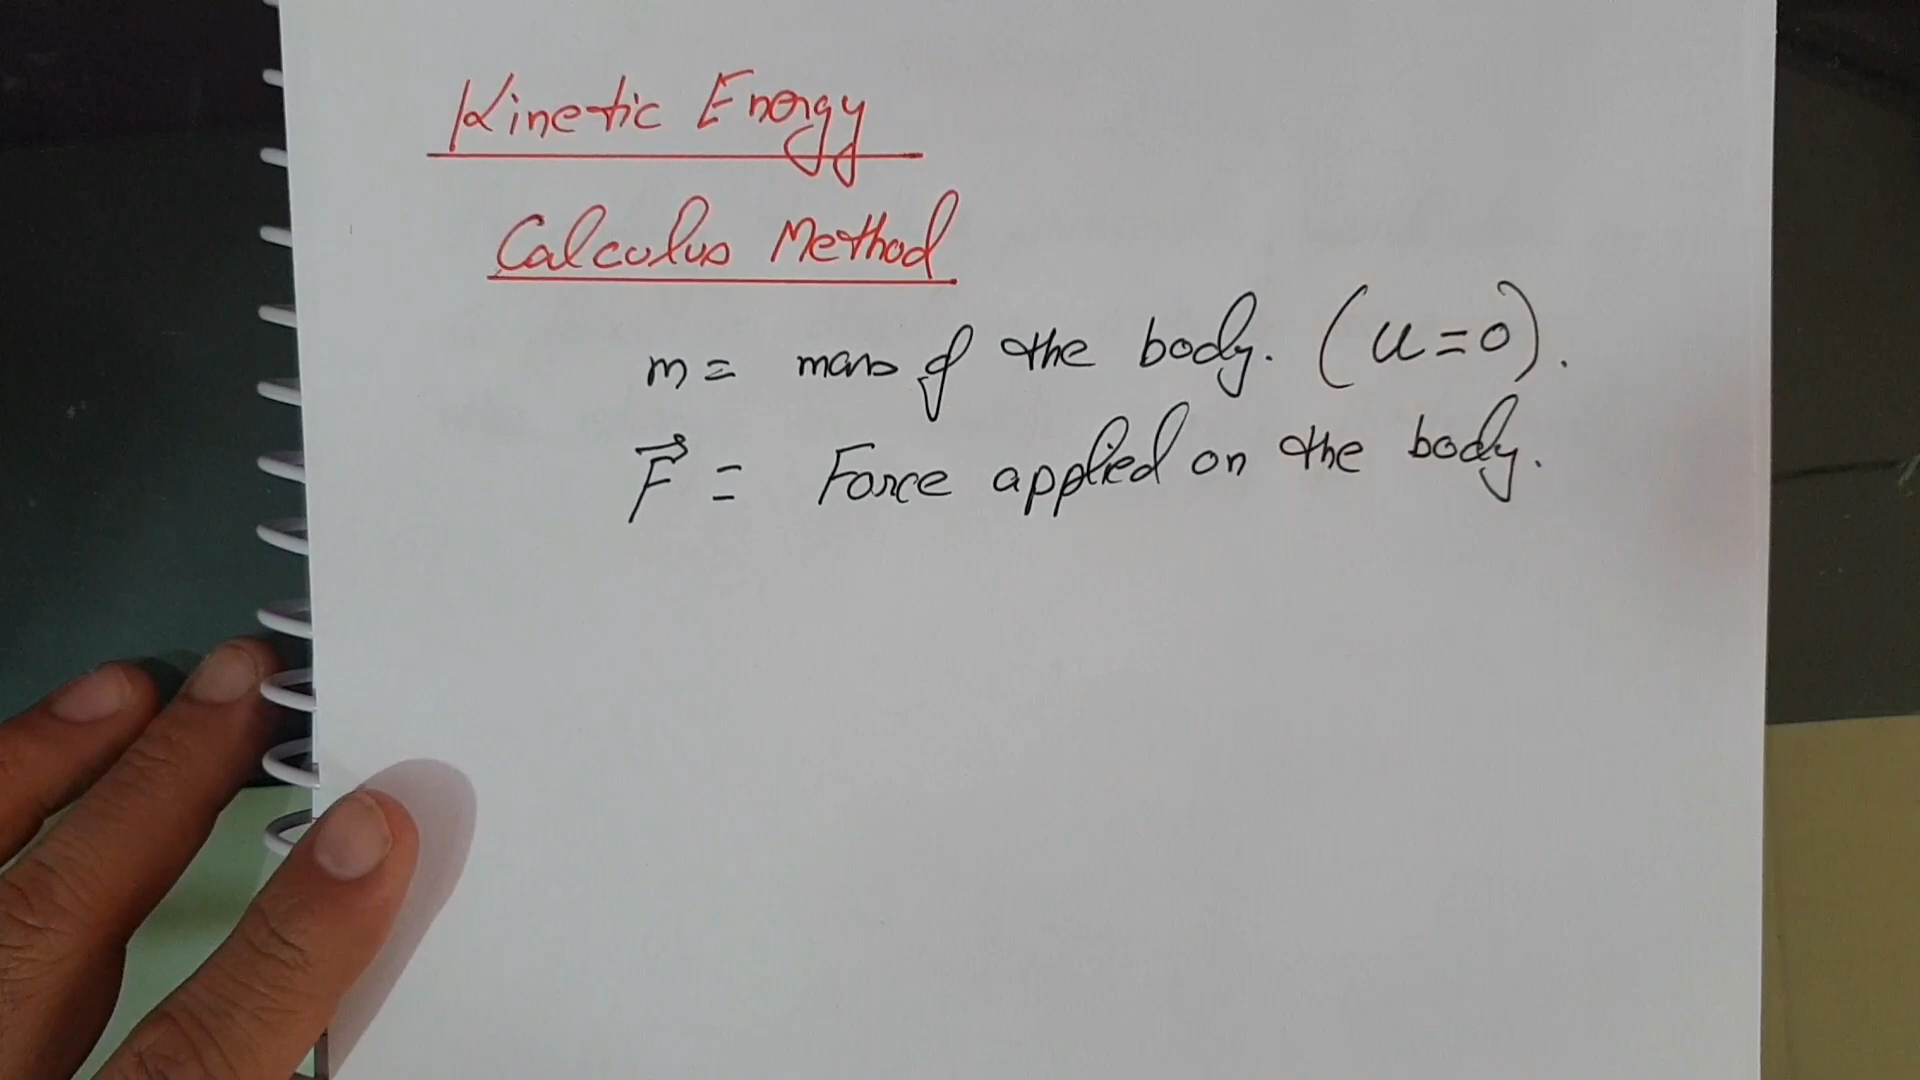 Kinetic Energy
Calculus Method
m = mass of the body. (u=0).
F⃗ = Force applied on the body.